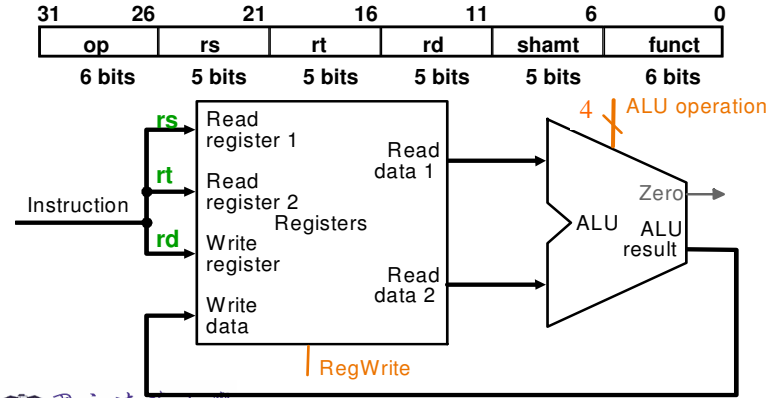 31 26 21 16 11 6 0
op rs rt rd shamt funct
6 bits 5 bits 5 bits 5 bits 5 bits 6 bits
4 ALU operation
rs Read register 1
Read data 1
rt Read register 2
Zero
Instruction
Registers
ALU
ALU result
rd Write register
Read data 2
Write data
RegWrite